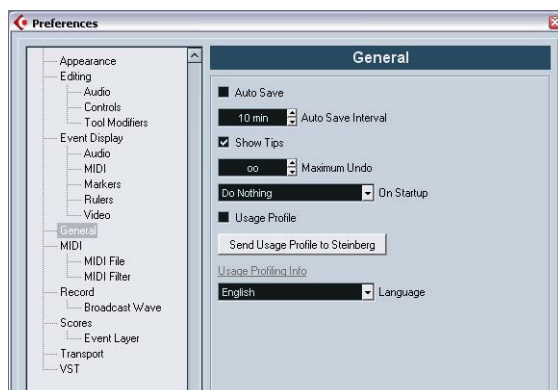 Preferences
Appearance
Editing
Audio
Controls
Tool Modifiers
Event Display
Audio
MIDI
Markers
Rulers
Video
General
MIDI
MIDI File
MIDI Filter
Record
Broadcast Wave
Scores
Event Layer
Transport
VST
General
Auto Save
10 min Auto Save Interval
Show Tips
oo Maximum Undo
Do Nothing On Startup
Usage Profile
Send Usage Profile to Steinberg
Usage Profiling Info
English Language